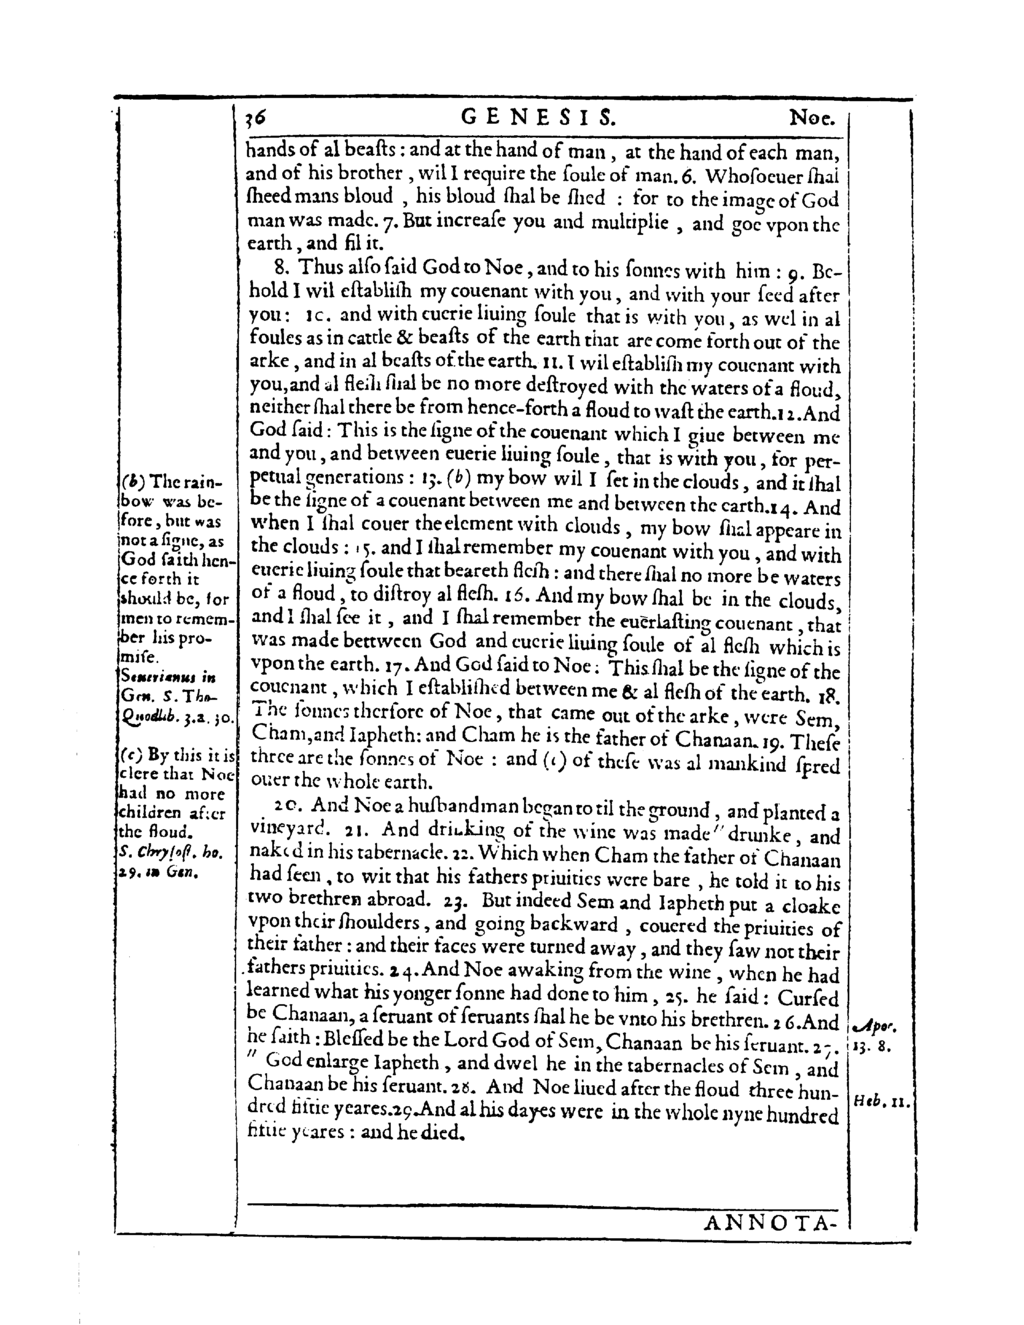 36 GENESIS. Noe.
hands of al beaſts : and at the hand of man , at the hand of each man,
and of his brother , wil I require the ſoule of man. 6. Whoſoeuer ſhal
ſheed mans bloud , his bloud ſhal be ſhed : for to the image of God
man was made. 7. But increaſe you and multiplie , and goe vpon the
earth , and fil it.
8. Thus alſo ſaid God to Noe , and to his ſonnes with him : 9. Be-
hold I wil eſtabliſh my couenant with you , and with your ſeed after
you : 10. and with euerie liuing ſoule that is with you , as wel in al
foules as in cattle & beaſts of the earth that are come forth out of the
arke , and in al beaſts of the earth. 11. I wil eſtabliſh my couenant with
you,and al fleſh ſhal be no more deſtroyed with the waters of a floud,
neither ſhal there be from hence-forth a floud to waſt the earth.12.And
God ſaid : This is the ſigne of the couenant which I giue between me
and you , and between euerie liuing ſoule , that is with you , for per-
petual generations : 13. (b) my bow wil I ſet in the clouds , and it ſhal
be the ſigne of a couenant between me and between the earth.14. And
when I ſhal couer the element with clouds , my bow ſhal appeare in
the clouds : 15. and I ſhal remember my couenant with you , and with
euerie liuing ſoule that beareth fleſh : and there ſhal no more be waters
of a floud , to diſtroy al fleſh. 16. And my bow ſhal be in the clouds,
and I ſhal ſee it , and I ſhal remember the euerlaſting couenant , that
was made bettween God and euerie liuing ſoule of al fleſh which is
vpon the earth. 17. And God ſaid to Noe : This ſhal be the ſigne of the
couenant , which I eſtabliſhed between me & al fleſh of the earth. 18.
The ſonnes therfore of Noe , that came out of the arke , were Sem,
Cham,and Iapheth: and Cham he is the father of Chanaan. 19. Theſe
three are the ſonnes of Noe : and (c) of theſe was al mankind ſpred
ouer the whole earth.
20. And Noe a huſbandman began to til the ground , and planted a
vineyard. 21. And drinking of the wine was made " drunke , and
naked in his tabernacle. 22. Which when Cham the father of Chanaan
had ſeen , to wit that his fathers priuities were bare , he told it to his
two brethren abroad. 23. But indeed Sem and Iapheth put a cloake
vpon their ſhoulders , and going backward , couered the priuities of
their father : and their faces were turned away , and they ſaw not their
fathers priuities. 24. And Noe awaking from the wine , when he had
learned what his yonger ſonne had done to him , 25. he ſaid : Curſed
be Chanaan, a ſeruant of ſeruants ſhal he be vnto his brethren. 26.And
he ſaith : Bleſſed be the Lord God of Sem, Chanaan be his ſeruant. 27.
" God enlarge Iapheth , and dwel he in the tabernacles of Sem , and
Chanaan be his ſeruant. 28. And Noe liued after the floud three hun-
dred fiftie yeares.29.And al his dayes were in the whole nyne hundred
fiftie yeares : and he died.
ANNOTA-
(b) The rain-
bow was be-
fore , but was
not a ſigne, as
God ſaith hen-
ce forth it
should be, for
men to remem-
ber his pro-
miſe.
Seuerianus in
Gen. S. Tho.
Quodlib. 3.a. 30.
(c) By this it is
clere that Noe
had no more
children after
the floud.
S. Chryſoſt. ho.
29. in Gen.
Apoc.
13. 8.
Heb. 11.